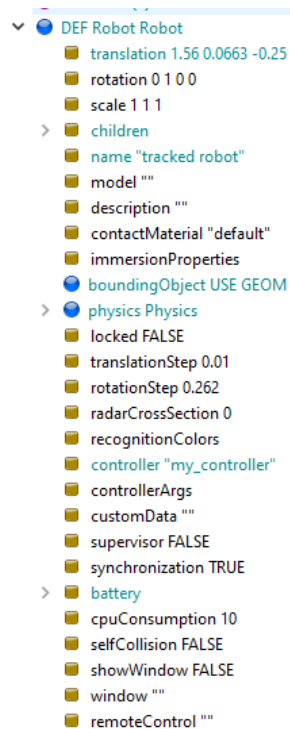 DEF Robot Robot
translation 1.56 0.0663 -0.25
rotation 0 1 0 0
scale 1 1 1
children
name "tracked robot"
model ""
description ""
contactMaterial "default"
immersionProperties
boundingObject USE GEOM
physics Physics
locked FALSE
translationStep 0.01
rotationStep 0.262
radarCrossSection 0
recognitionColors
controller "my_controller"
controllerArgs
customData ""
supervisor FALSE
synchronization TRUE
battery
cpuConsumption 10
selfCollision FALSE
showWindow FALSE
window ""
remoteControl ""